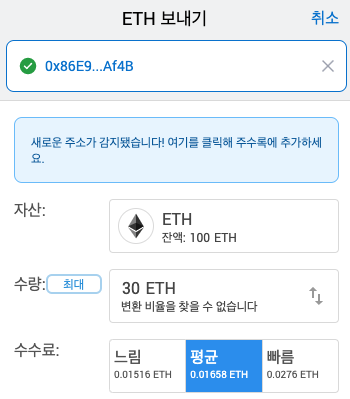 ETH 보내기
취소
0x86E9...Af4B
새로운 주소가 감지됐습니다! 여기를 클릭해 주수록에 추가하세
요.
자산:
ETH
잔액: 100 ETH
수량:
최대
30 ETH
변환 비율을 찾을 수 없습니다
수수료:
느림
0.01516 ETH
평균
0.01658 ETH
빠름
0.0276 ETH